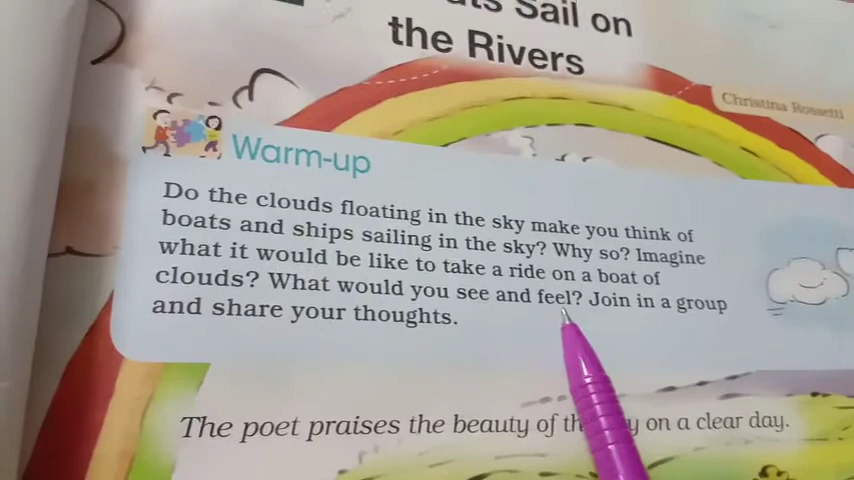 Sail on
the Rivers
Christina Rossetti
Warm-up
Do the clouds floating in the sky make you think of
boats and ships sailing in the sky? Why so? Imagine
what it would be like to take a ride on a boat of
clouds? What would you see and feel? Join in a group
and share your thoughts.
The poet praises the beauty of on a clear day.